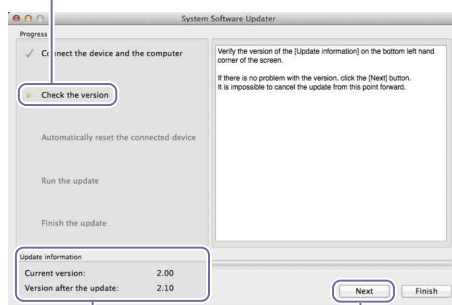 System Software Updater
Progress
Connect the device and the computer
Check the version
Automatically reset the connected device
Run the update
Finish the update
Verify the version of the [Update information] on the bottom left hand
corner of the screen.
If there is no problem with the version, click the [Next] button.
It is impossible to cancel the update from this point forward.
Update information
Current version: 2.00
Version after the update: 2.10
Next Finish